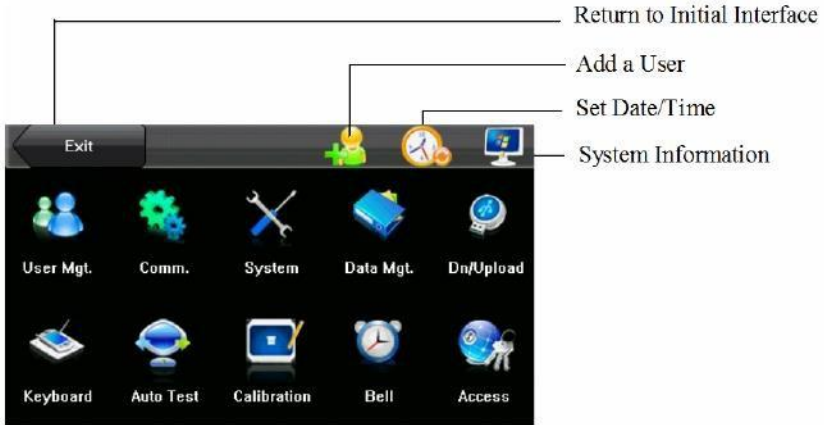 Return to Initial Interface
Add a User
Set Date/Time
System Information
Exit
User Mgt. Comm. System Data Mgt. Dn/Upload
Keyboard Auto Test Calibration Bell Access